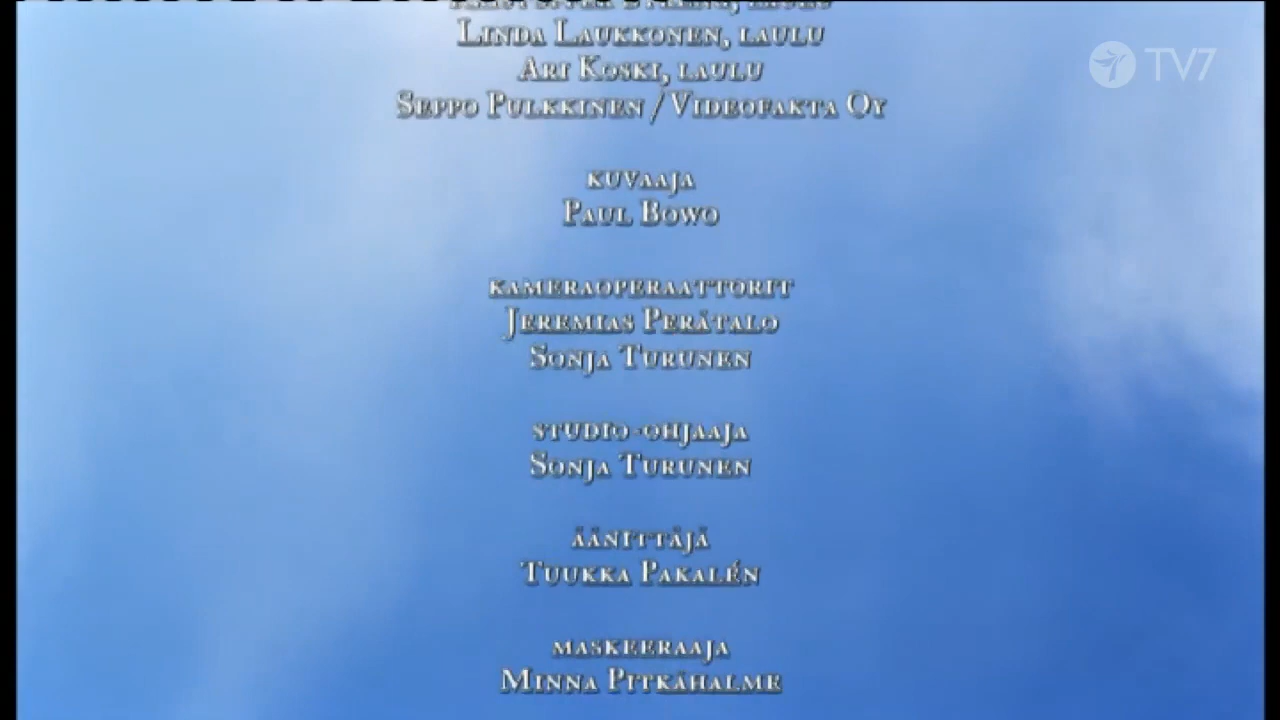 LINDA LAUKKONEN, LAULU
ARI KOSKI, LAULU
SEPPO PULKKINEN / VIDEOFAKTA OY
KUVAAJA
PAUL BOWO
KAMERAOPERAATTORIT
JEREMIAS PERÄTALO
SONJA TURUNEN
STUDIO-OHJAAJA
SONJA TURUNEN
ÄÄNITTÄJÄ
TUUKKA PAKALÉN
MASKEERAAJA
MINNA PITKÄHALME
TV7